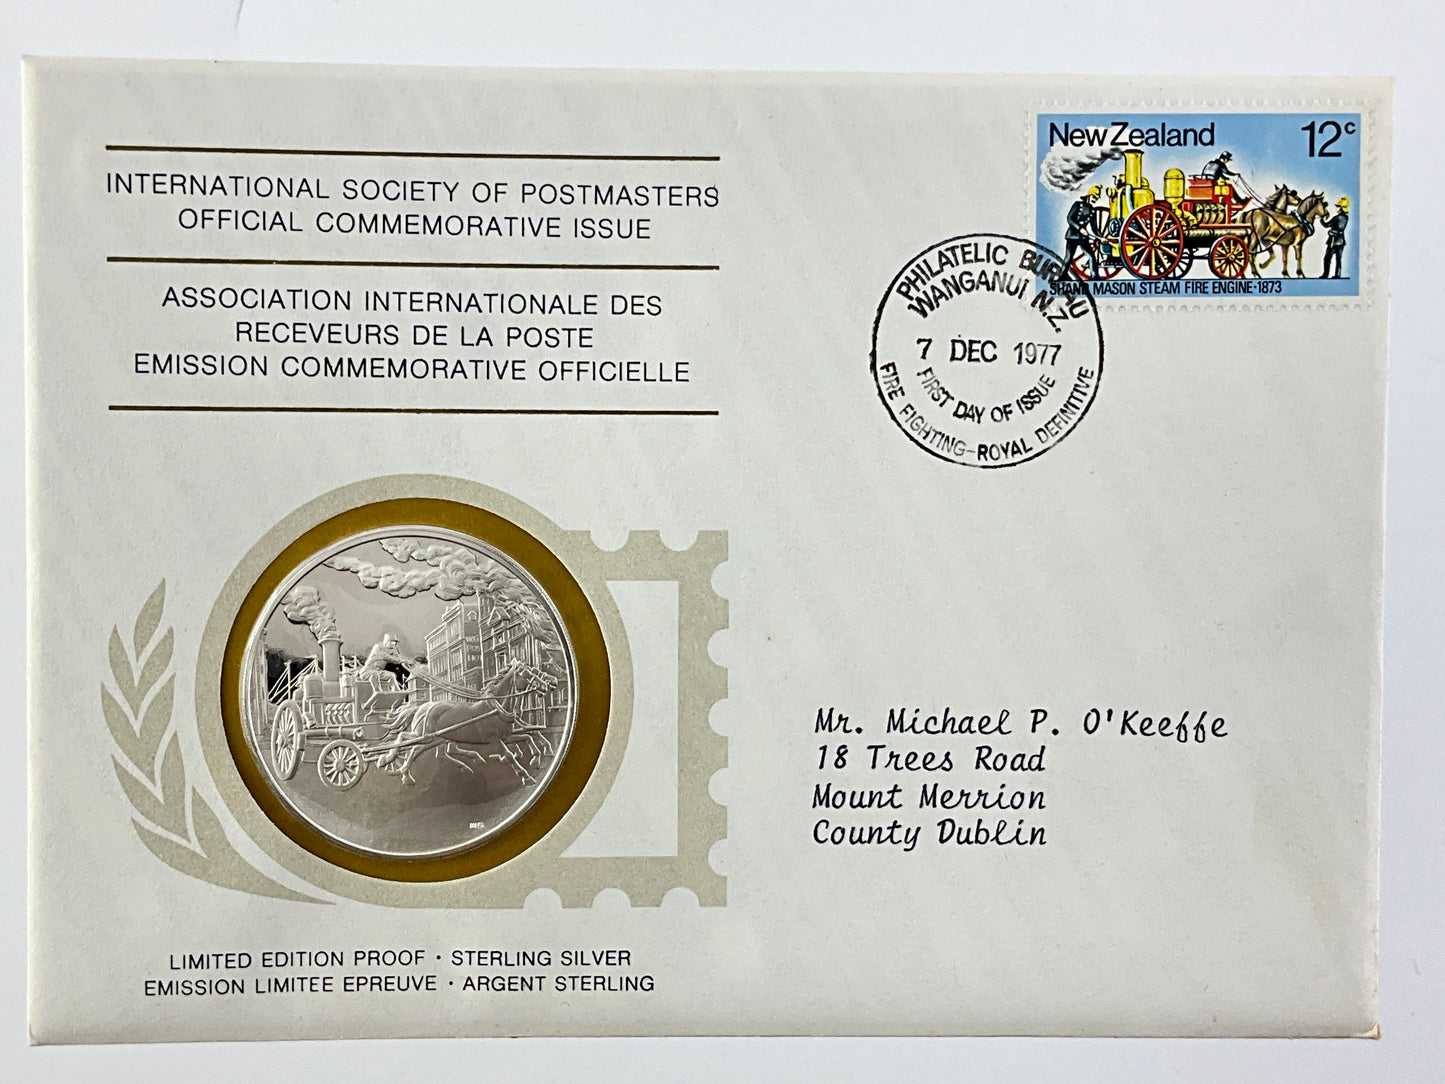 INTERNATIONAL SOCIETY OF POSTMASTERS
OFFICIAL COMMEMORATIVE ISSUE
ASSOCIATION INTERNATIONALE DES
RECEVEURS DE LA POSTE
EMISSION COMMEMORATIVE OFFICIELLE
New Zealand 12c
SHAND MASON STEAM FIRE ENGINE·1873
PHILATELIC BUREAU
WANGANUI N.Z.
7 DEC 1977
FIRST DAY OF ISSUE
FIRE FIGHTING-ROYAL DEFINITIVE
Mr. Michael P. O'Keeffe
18 Trees Road
Mount Merrion
County Dublin
LIMITED EDITION PROOF · STERLING SILVER
EMISSION LIMITEE EPREUVE · ARGENT STERLING